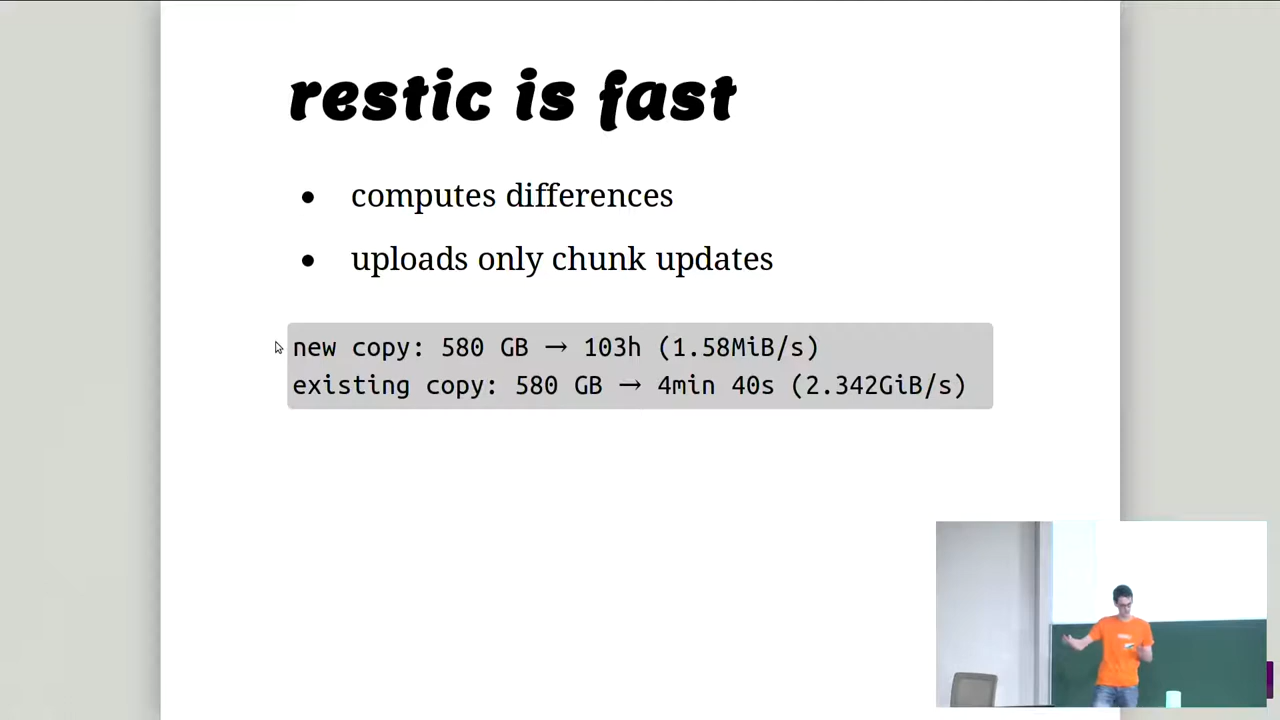 restic is fast
• computes differences
• uploads only chunk updates
new copy: 580 GB → 103h (1.58MiB/s)
existing copy: 580 GB → 4min 40s (2.342GiB/s)